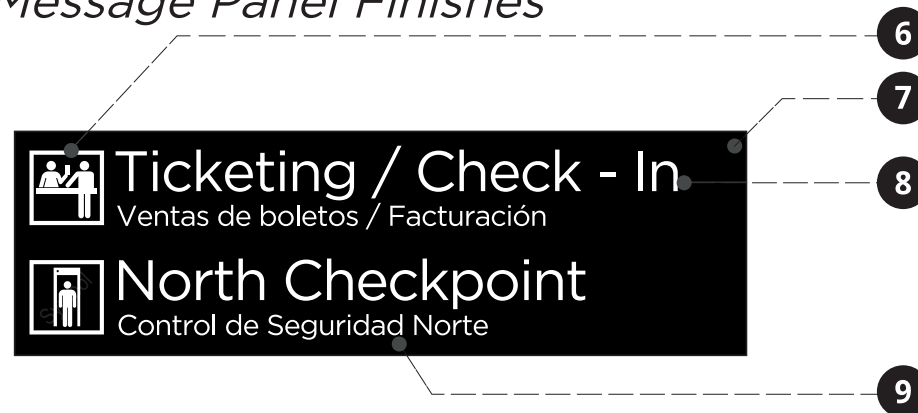 Message Panel Finishes
6
7
Ticketing / Check - In
8
Ventas de boletos / Facturación
North Checkpoint
Control de Seguridad Norte
9